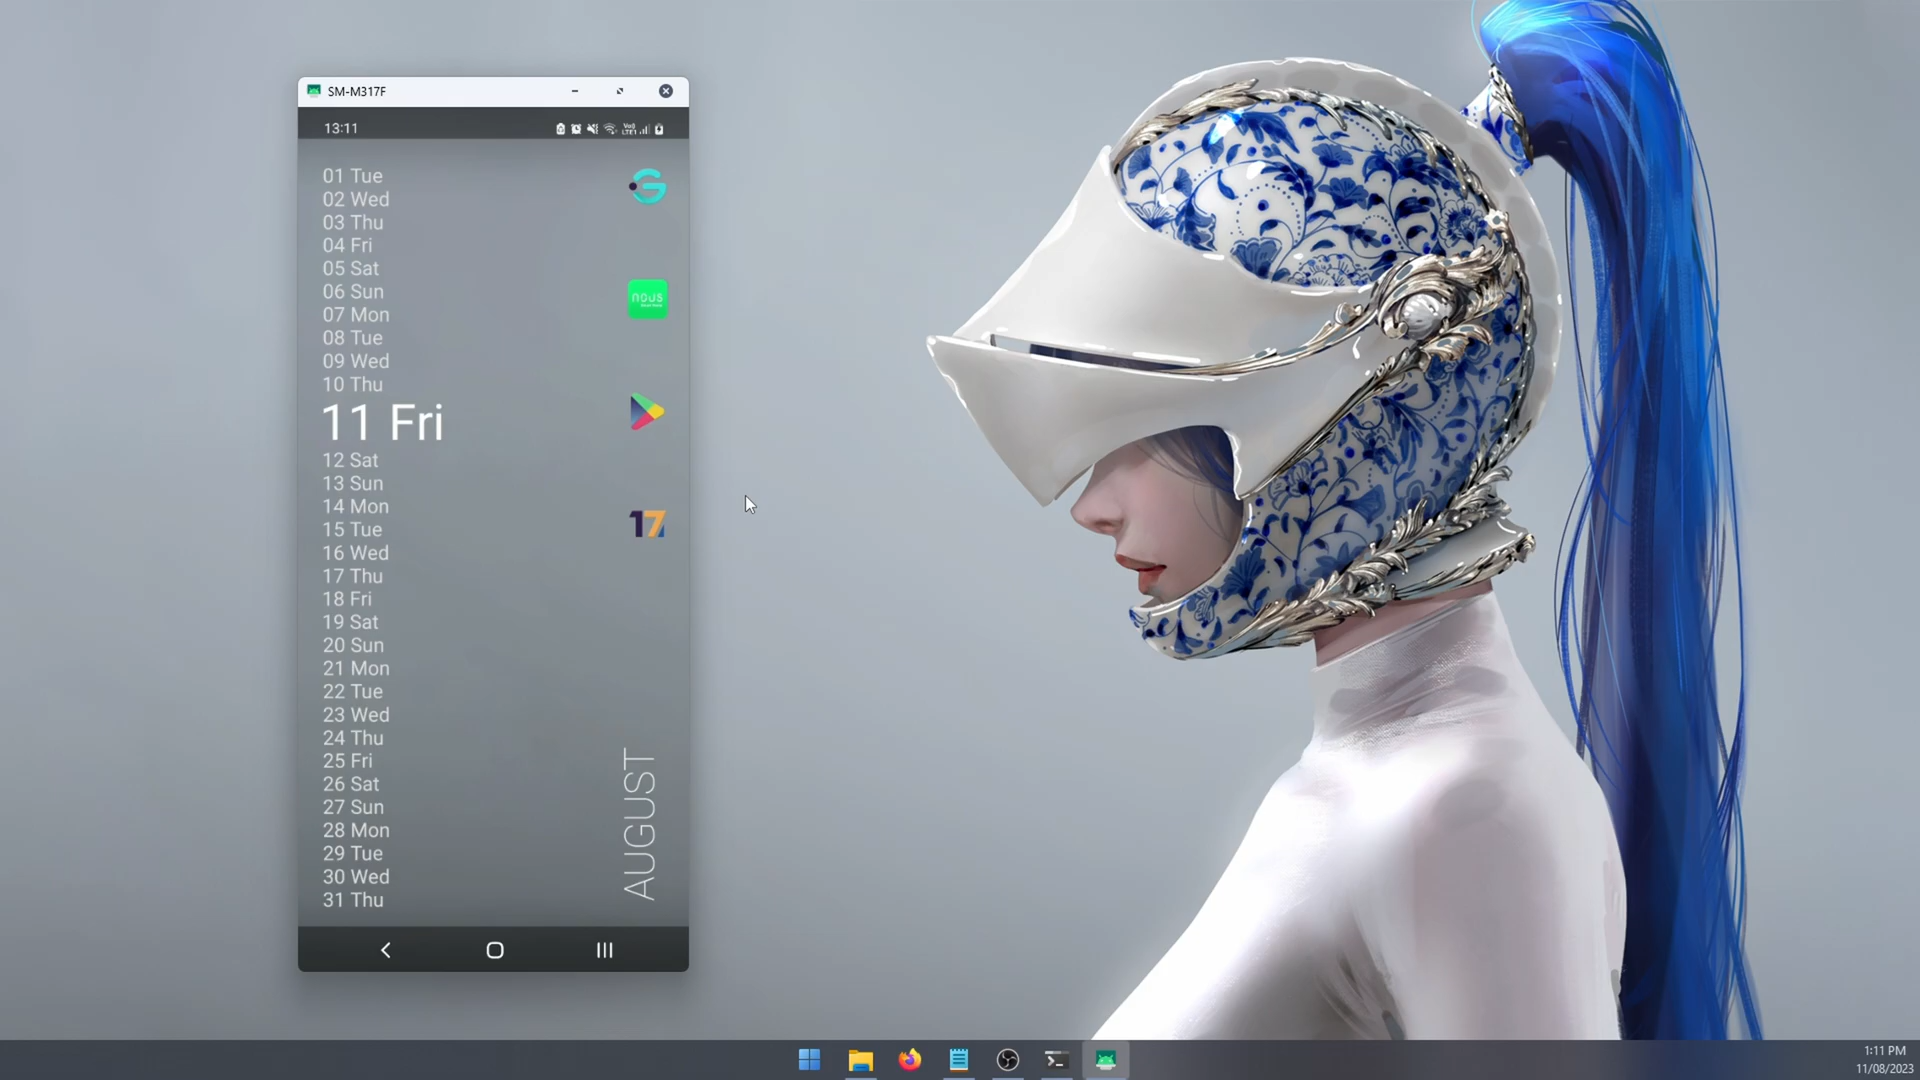 SM-M317F
13:11
Vo)) LTE1
01 Tue
02 Wed
03 Thu
04 Fri
05 Sat
06 Sun
07 Mon
08 Tue
09 Wed
10 Thu
11 Fri
12 Sat
13 Sun
14 Mon
15 Tue
16 Wed
17 Thu
18 Fri
19 Sat
20 Sun
21 Mon
22 Tue
23 Wed
24 Thu
25 Fri
26 Sat
27 Sun
28 Mon
29 Tue
30 Wed
31 Thu
G
nous
17
AUGUST
1:11 PM
11/08/2023